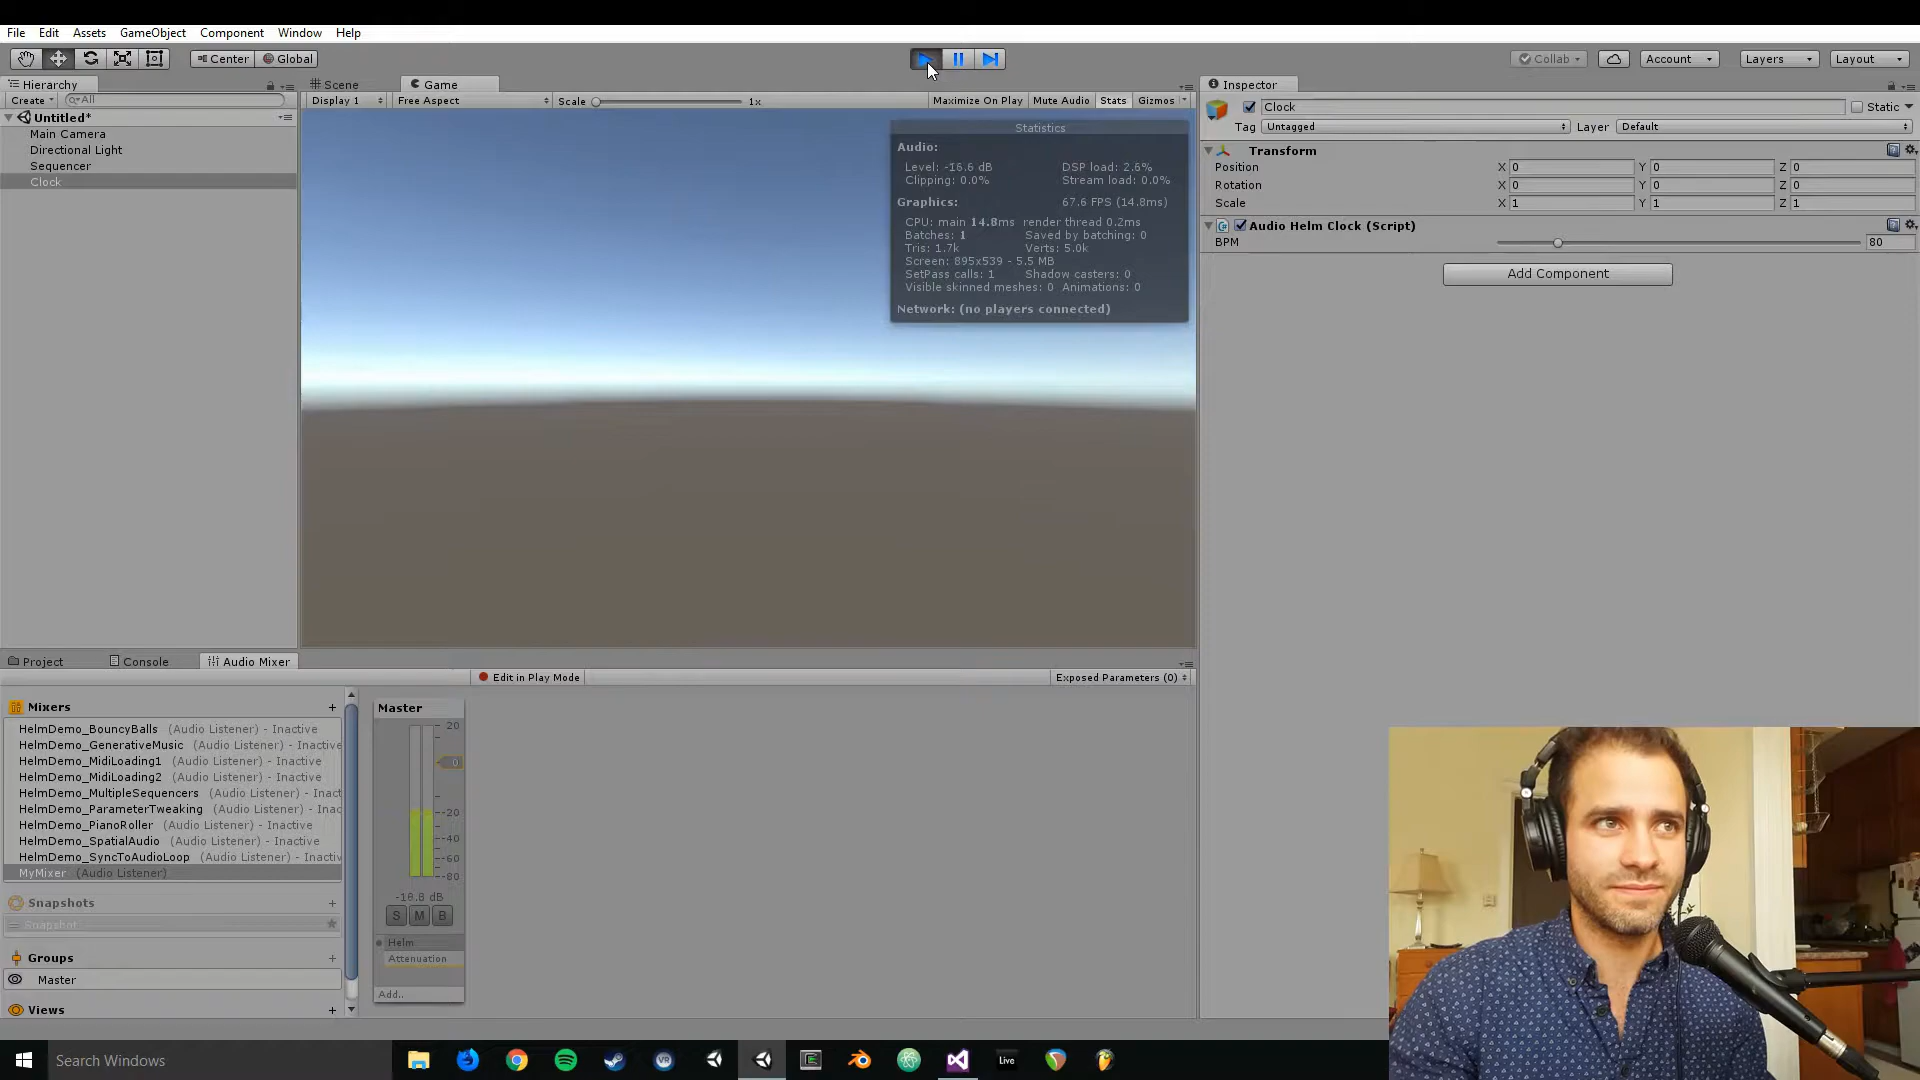 File Edit Assets GameObject Component Window Help
Center Global Collab Account Layers Layout
Hierarchy
Create All
Untitled*
Main Camera
Directional Light
Sequencer
Clock
Scene Game
Display 1 Free Aspect Scale 1x Maximize On Play Mute Audio Stats Gizmos
Statistics
Audio:
Level: -16.6 dB DSP load: 2.6%
Clipping: 0.0% Stream load: 0.0%
Graphics: 67.6 FPS (14.8ms)
CPU: main 14.8ms render thread 0.2ms
Batches: 1 Saved by batching: 0
Tris: 1.7k Verts: 5.0k
Screen: 895x539 - 5.5 MB
SetPass calls: 1 Shadow casters: 0
Visible skinned meshes: 0 Animations: 0
Network: (no players connected)
Inspector
Clock Static
Tag Untagged Layer Default
Transform
Position X 0 Y 0 Z 0
Rotation X 0 Y 0 Z 0
Scale X 1 Y 1 Z 1
Audio Helm Clock (Script)
BPM 80
Add Component
Project Console Audio Mixer
Edit in Play Mode Exposed Parameters (0)
Mixers +
HelmDemo_BouncyBalls (Audio Listener) - Inactive
HelmDemo_GenerativeMusic (Audio Listener) - Inactive
HelmDemo_MidiLoading1 (Audio Listener) - Inactive
HelmDemo_MidiLoading2 (Audio Listener) - Inactive
HelmDemo_MultipleSequencers (Audio Listener) - Inactive
HelmDemo_ParameterTweaking (Audio Listener) - Inac
HelmDemo_PianoRoller (Audio Listener) - Inactive
HelmDemo_SpatialAudio (Audio Listener) - Inactive
HelmDemo_SyncToAudioLoop (Audio Listener) - Inactiv
MyMixer (Audio Listener)
Snapshots +
Snapshot
Groups +
Master
Views +
Master
20
0
-20
-40
-60
-80
-18.8 dB
S M B
Helm
Attenuation
Add..
Search Windows
VR
Live